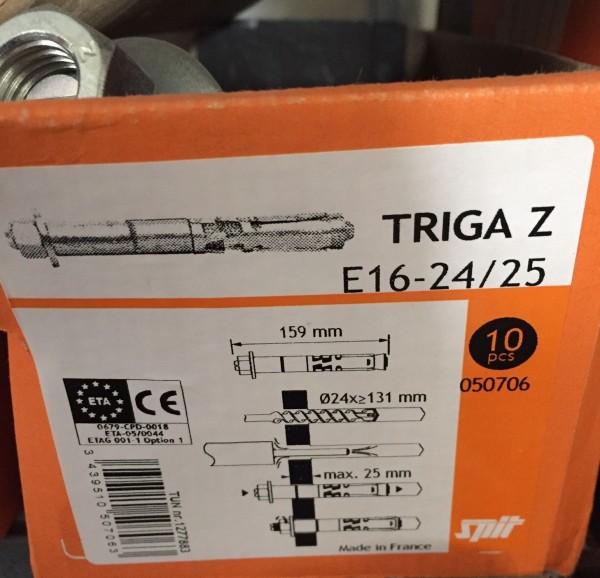 TRIGA Z
E16-24/25
159 mm
10
pcs
050706
Ø24x≥131 mm
ETA
CE
0679-CPD-0018
ETA-05/0044
ETAG 001-1 Option 1
max. 25 mm
3 439510 507063
TUN nr.1277683
Spit
Made in France